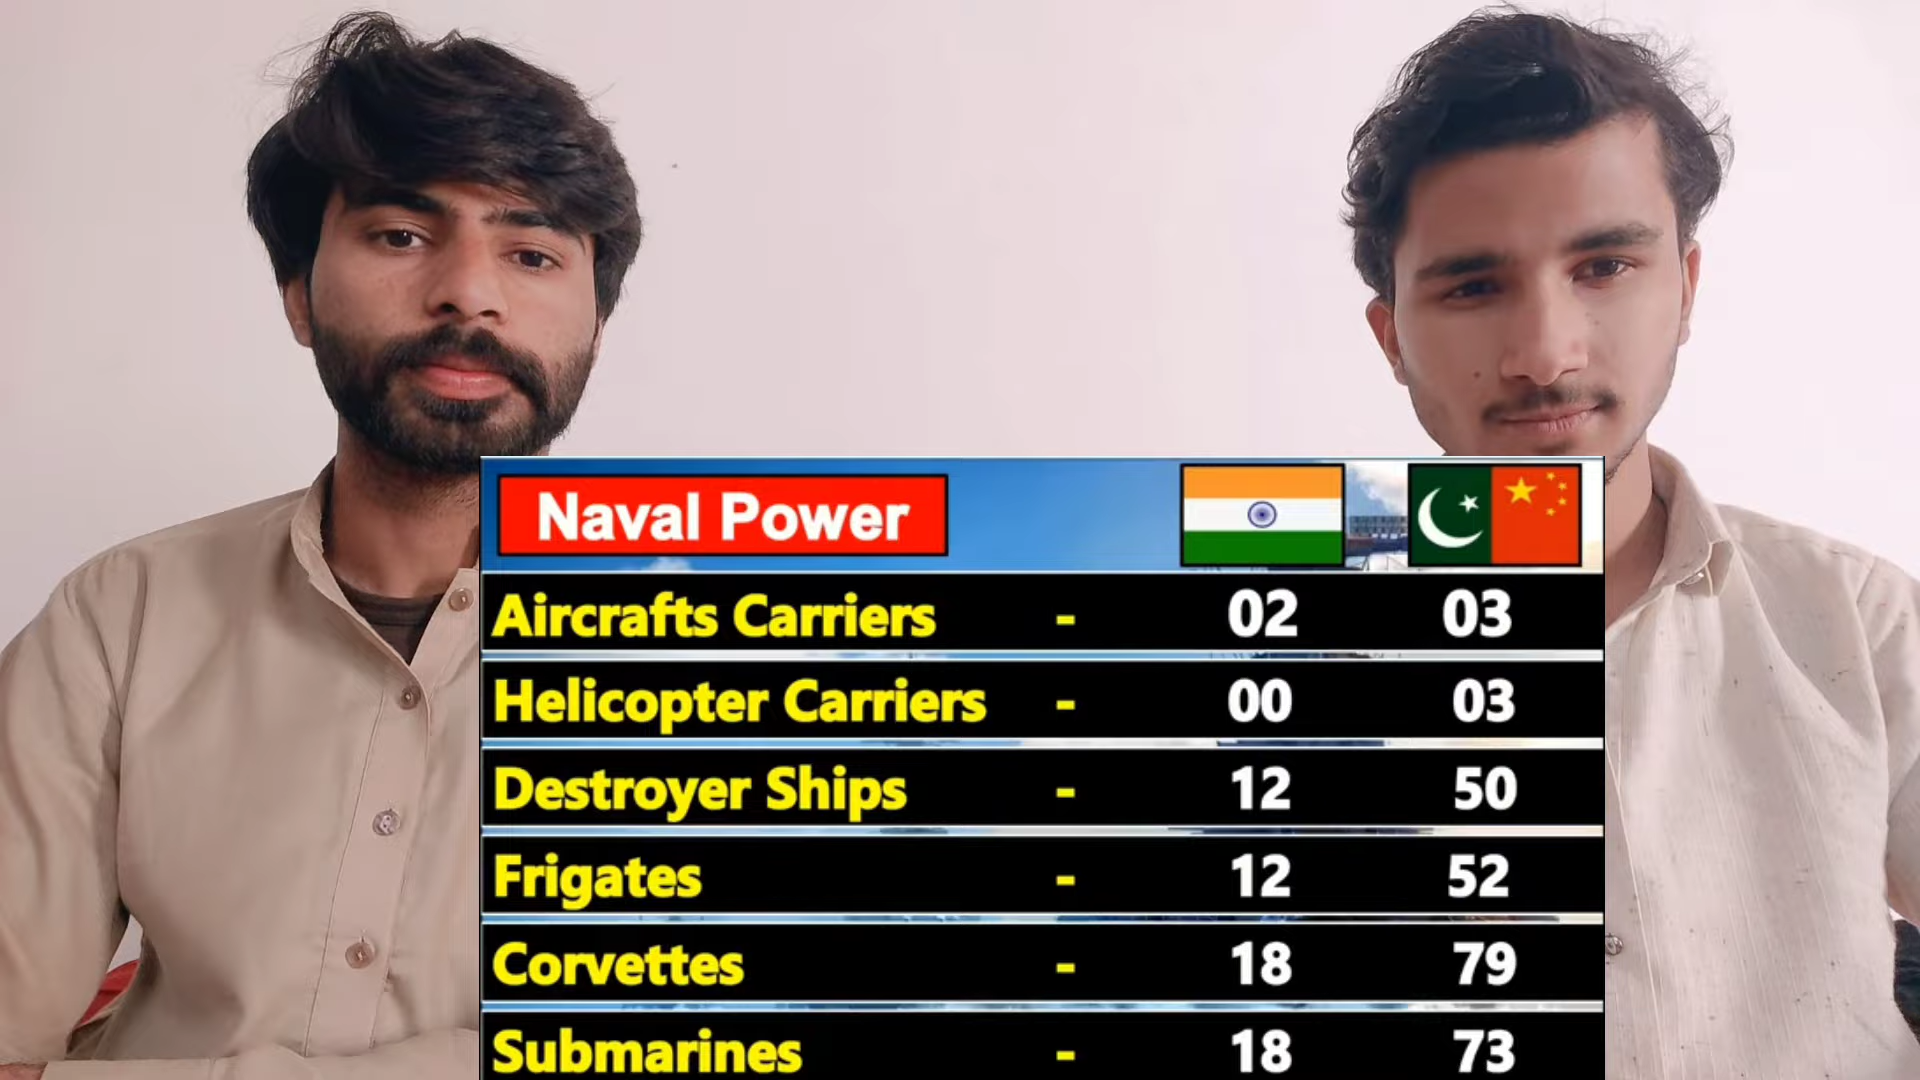 Naval Power
Aircrafts Carriers - 02 03
Helicopter Carriers - 00 03
Destroyer Ships - 12 50
Frigates - 12 52
Corvettes - 18 79
Submarines - 18 73